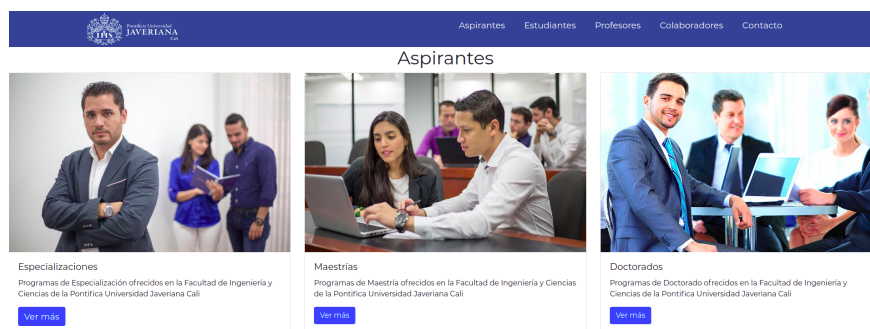 Pontificia Universidad
JAVERIANA
Cali
Aspirantes Estudiantes Profesores Colaboradores Contacto
Aspirantes
Especializaciones
Programas de Especialización ofrecidos en la Facultad de Ingeniería y
Ciencias de la Pontifica Universidad Javeriana Cali
Ver más
Maestrías
Programas de Maestría ofrecidos en la Facultad de Ingeniería y Ciencias
de la Pontifica Universidad Javeriana Cali
Ver más
Doctorados
Programas de Doctorado ofrecidos en la Facultad de Ingeniería y
Ciencias de la Pontifica Universidad Javeriana Cali
Ver más